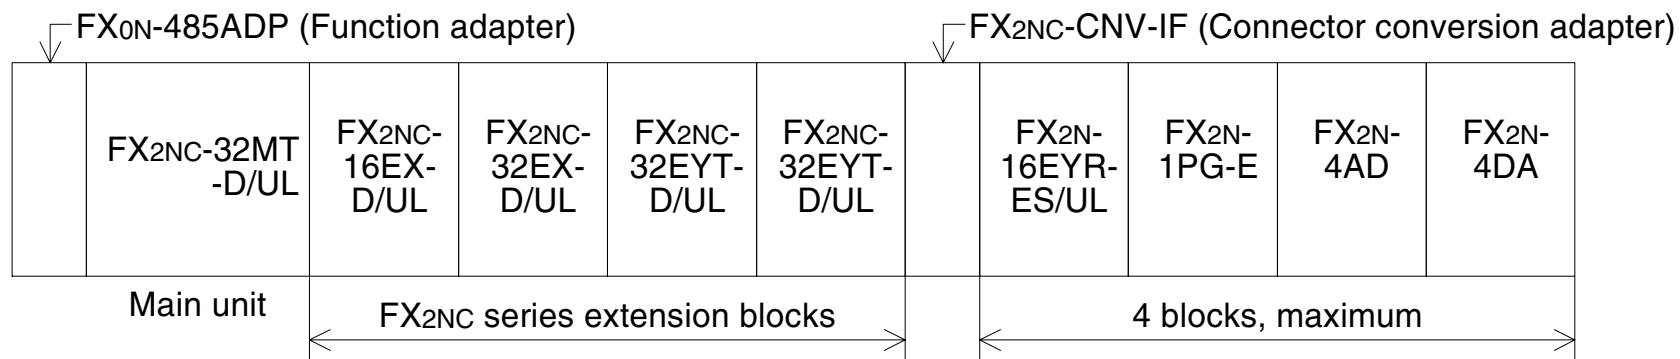 FX0N-485ADP (Function adapter)
FX2NC-CNV-IF (Connector conversion adapter)
FX2NC-32MT
-D/UL
FX2NC-
16EX-
D/UL
FX2NC-
32EX-
D/UL
FX2NC-
32EYT-
D/UL
FX2NC-
32EYT-
D/UL
FX2N-
16EYR-
ES/UL
FX2N-
1PG-E
FX2N-
4AD
FX2N-
4DA
Main unit
FX2NC series extension blocks
4 blocks, maximum